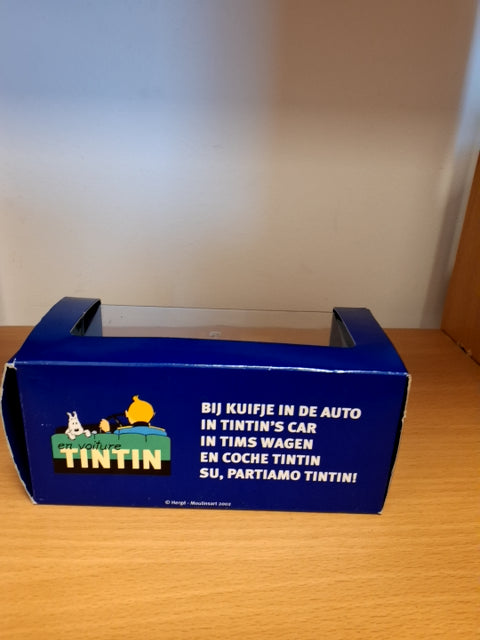 en voiture
TINTIN
BIJ KUIFJE IN DE AUTO
IN TINTIN'S CAR
IN TIMS WAGEN
EN COCHE TINTIN
SU, PARTIAMO TINTIN!
© Hergé - Moulinsart 2002